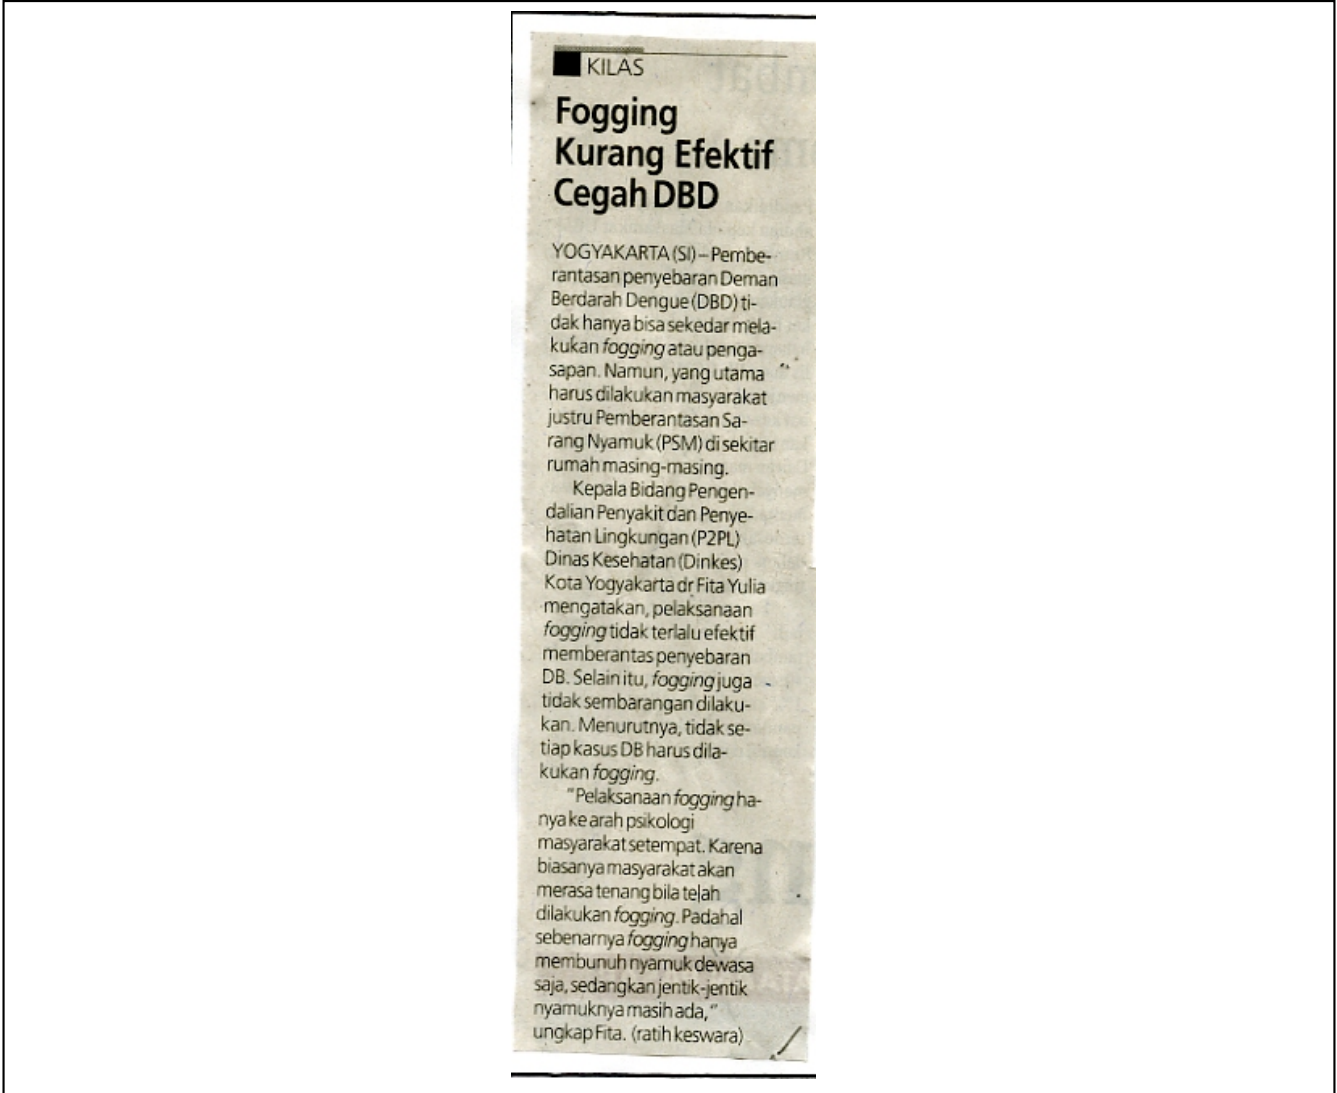 KILAS
Fogging
Kurang Efektif
Cegah DBD
YOGYAKARTA (SI) – Pembe-
rantasan penyebaran Deman
Berdarah Dengue (DBD) ti-
dak hanya bisa sekedar mela-
kukan fogging atau penga-
sapan. Namun, yang utama
harus dilakukan masyarakat
justru Pemberantasan Sa-
rang Nyamuk (PSM) di sekitar
rumah masing-masing.
Kepala Bidang Pengen-
dalian Penyakit dan Penye-
hatan Lingkungan (P2PL)
Dinas Kesehatan (Dinkes)
Kota Yogyakarta dr Fita Yulia
mengatakan, pelaksanaan
fogging tidak terlalu efektif
memberantas penyebaran
DB. Selain itu, fogging juga
tidak sembarangan dilaku-
kan. Menurutnya, tidak se-
tiap kasus DB harus dila-
kukan fogging.
"Pelaksanaan fogging ha-
nya ke arah psikologi
masyarakat setempat. Karena
biasanya masyarakat akan
merasa tenang bila telah
dilakukan fogging. Padahal
sebenarnya fogging hanya
membunuh nyamuk dewasa
saja, sedangkan jentik-jentik
nyamuknya masih ada,"
ungkap Fita. (ratih keswara)